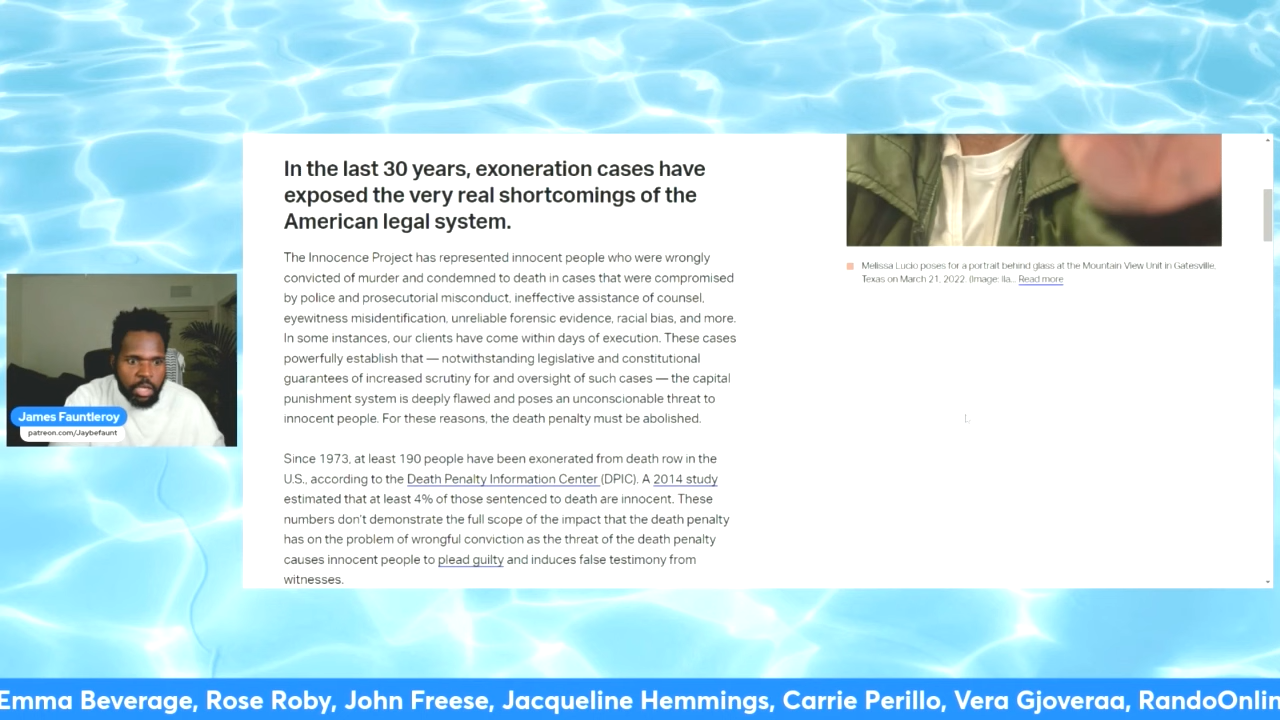 In the last 30 years, exoneration cases have
exposed the very real shortcomings of the
American legal system.
The Innocence Project has represented innocent people who were wrongly
convicted of murder and condemned to death in cases that were compromised
by police and prosecutorial misconduct, ineffective assistance of counsel,
eyewitness misidentification, unreliable forensic evidence, racial bias, and more.
In some instances, our clients have come within days of execution. These cases
powerfully establish that — notwithstanding legislative and constitutional
guarantees of increased scrutiny for and oversight of such cases — the capital
punishment system is deeply flawed and poses an unconscionable threat to
innocent people. For these reasons, the death penalty must be abolished.
Since 1973, at least 190 people have been exonerated from death row in the
U.S., according to the Death Penalty Information Center (DPIC). A 2014 study
estimated that at least 4% of those sentenced to death are innocent. These
numbers don't demonstrate the full scope of the impact that the death penalty
has on the problem of wrongful conviction as the threat of the death penalty
causes innocent people to plead guilty and induces false testimony from
witnesses.
Melissa Lucio poses for a portrait behind glass at the Mountain View Unit in Gatesville,
Texas on March 21, 2022. (Image: Ila... Read more
James Fauntleroy
patreon.com/Jaybefaunt
Emma Beverage, Rose Roby, John Freese, Jacqueline Hemmings, Carrie Perillo, Vera Gjoveraa, RandoOnlin